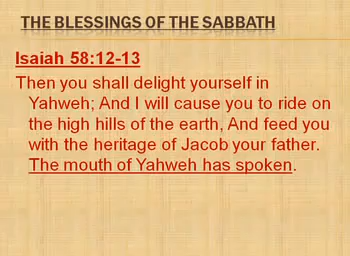 THE BLESSINGS OF THE SABBATH
Isaiah 58:12-13
Then you shall delight yourself in
Yahweh; And I will cause you to ride on
the high hills of the earth, And feed you
with the heritage of Jacob your father.
The mouth of Yahweh has spoken.